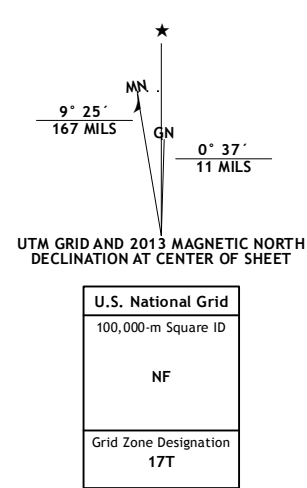 ★
MN
9° 25´
167 MILS
GN
0° 37´
11 MILS
UTM GRID AND 2013 MAGNETIC NORTH
DECLINATION AT CENTER OF SHEET
U.S. National Grid
100,000-m Square ID
NF
Grid Zone Designation
17T